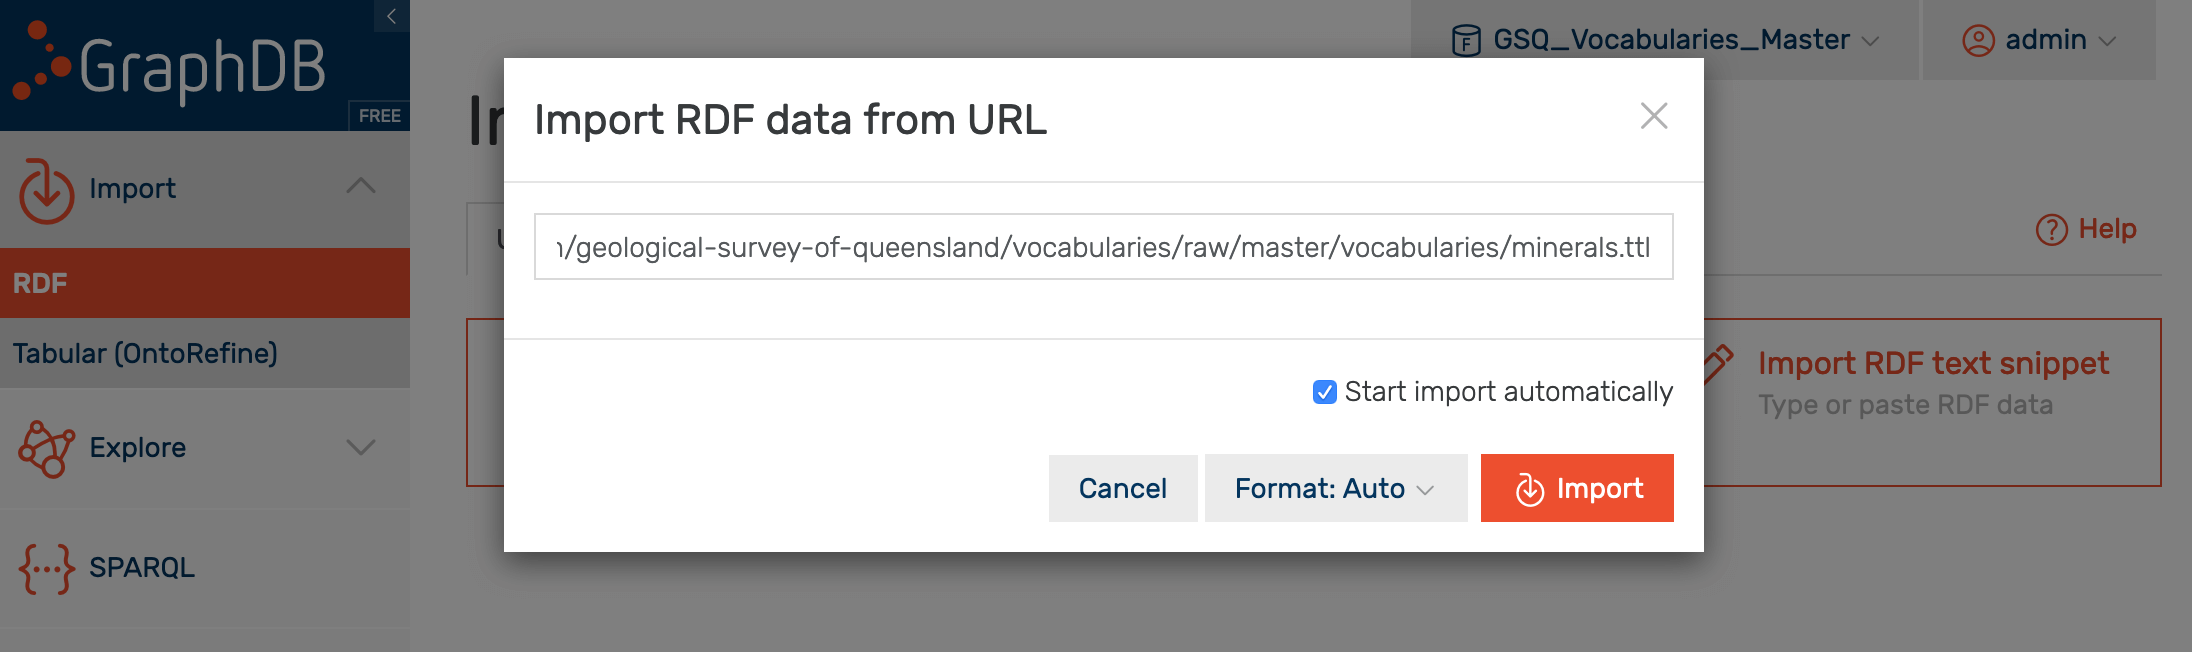 GraphDB
FREE
GSQ_Vocabularies_Master
admin
Import RDF data from URL
Import
/geological-survey-of-queensland/vocabularies/raw/master/vocabularies/minerals.ttl
Help
RDF
Tabular (OntoRefine)
Import RDF text snippet
Type or paste RDF data
Start import automatically
Explore
Cancel
Format: Auto
Import
SPARQL